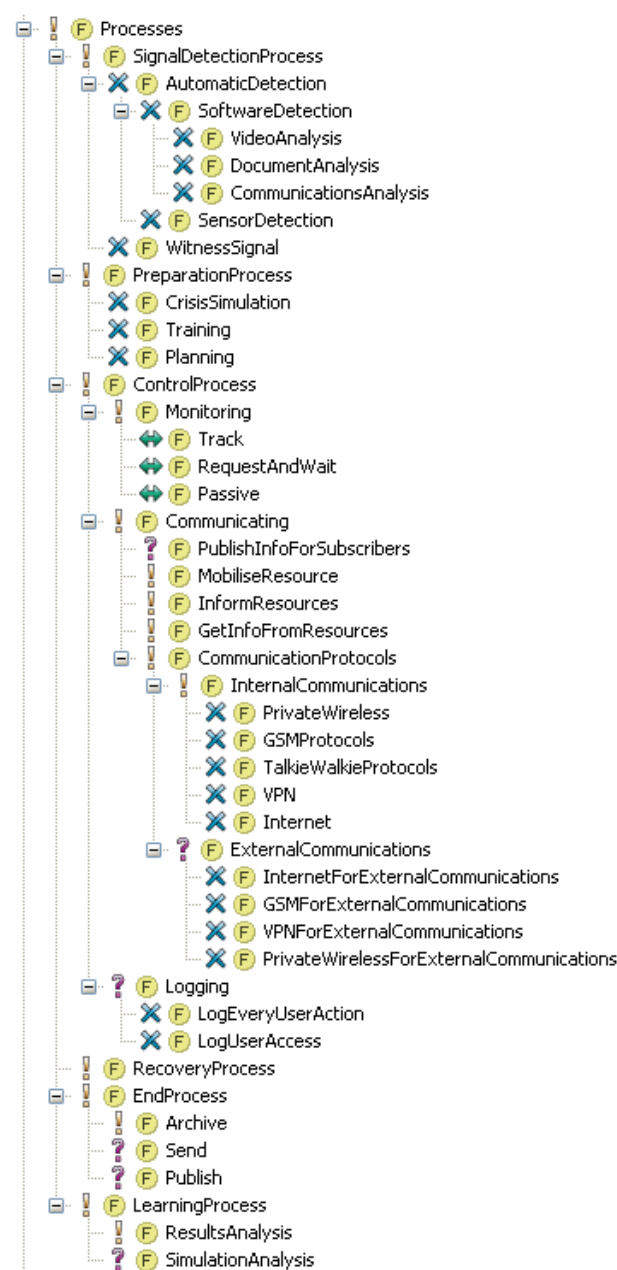 ! F Processes
! F SignalDetectionProcess
F AutomaticDetection
F SoftwareDetection
F VideoAnalysis
F DocumentAnalysis
F CommunicationsAnalysis
F SensorDetection
F WitnessSignal
! F PreparationProcess
F CrisisSimulation
F Training
F Planning
! F ControlProcess
! F Monitoring
F Track
F RequestAndWait
F Passive
! F Communicating
? F PublishInfoForSubscribers
! F MobiliseResource
! F InformResources
! F GetInfoFromResources
! F CommunicationProtocols
! F InternalCommunications
F PrivateWireless
F GSMProtocols
F TalkieWalkieProtocols
F VPN
F Internet
? F ExternalCommunications
F InternetForExternalCommunications
F GSMForExternalCommunications
F VPNForExternalCommunications
F PrivateWirelessForExternalCommunications
? F Logging
F LogEveryUserAction
F LogUserAccess
! F RecoveryProcess
! F EndProcess
! F Archive
? F Send
? F Publish
! F LearningProcess
! F ResultsAnalysis
? F SimulationAnalysis